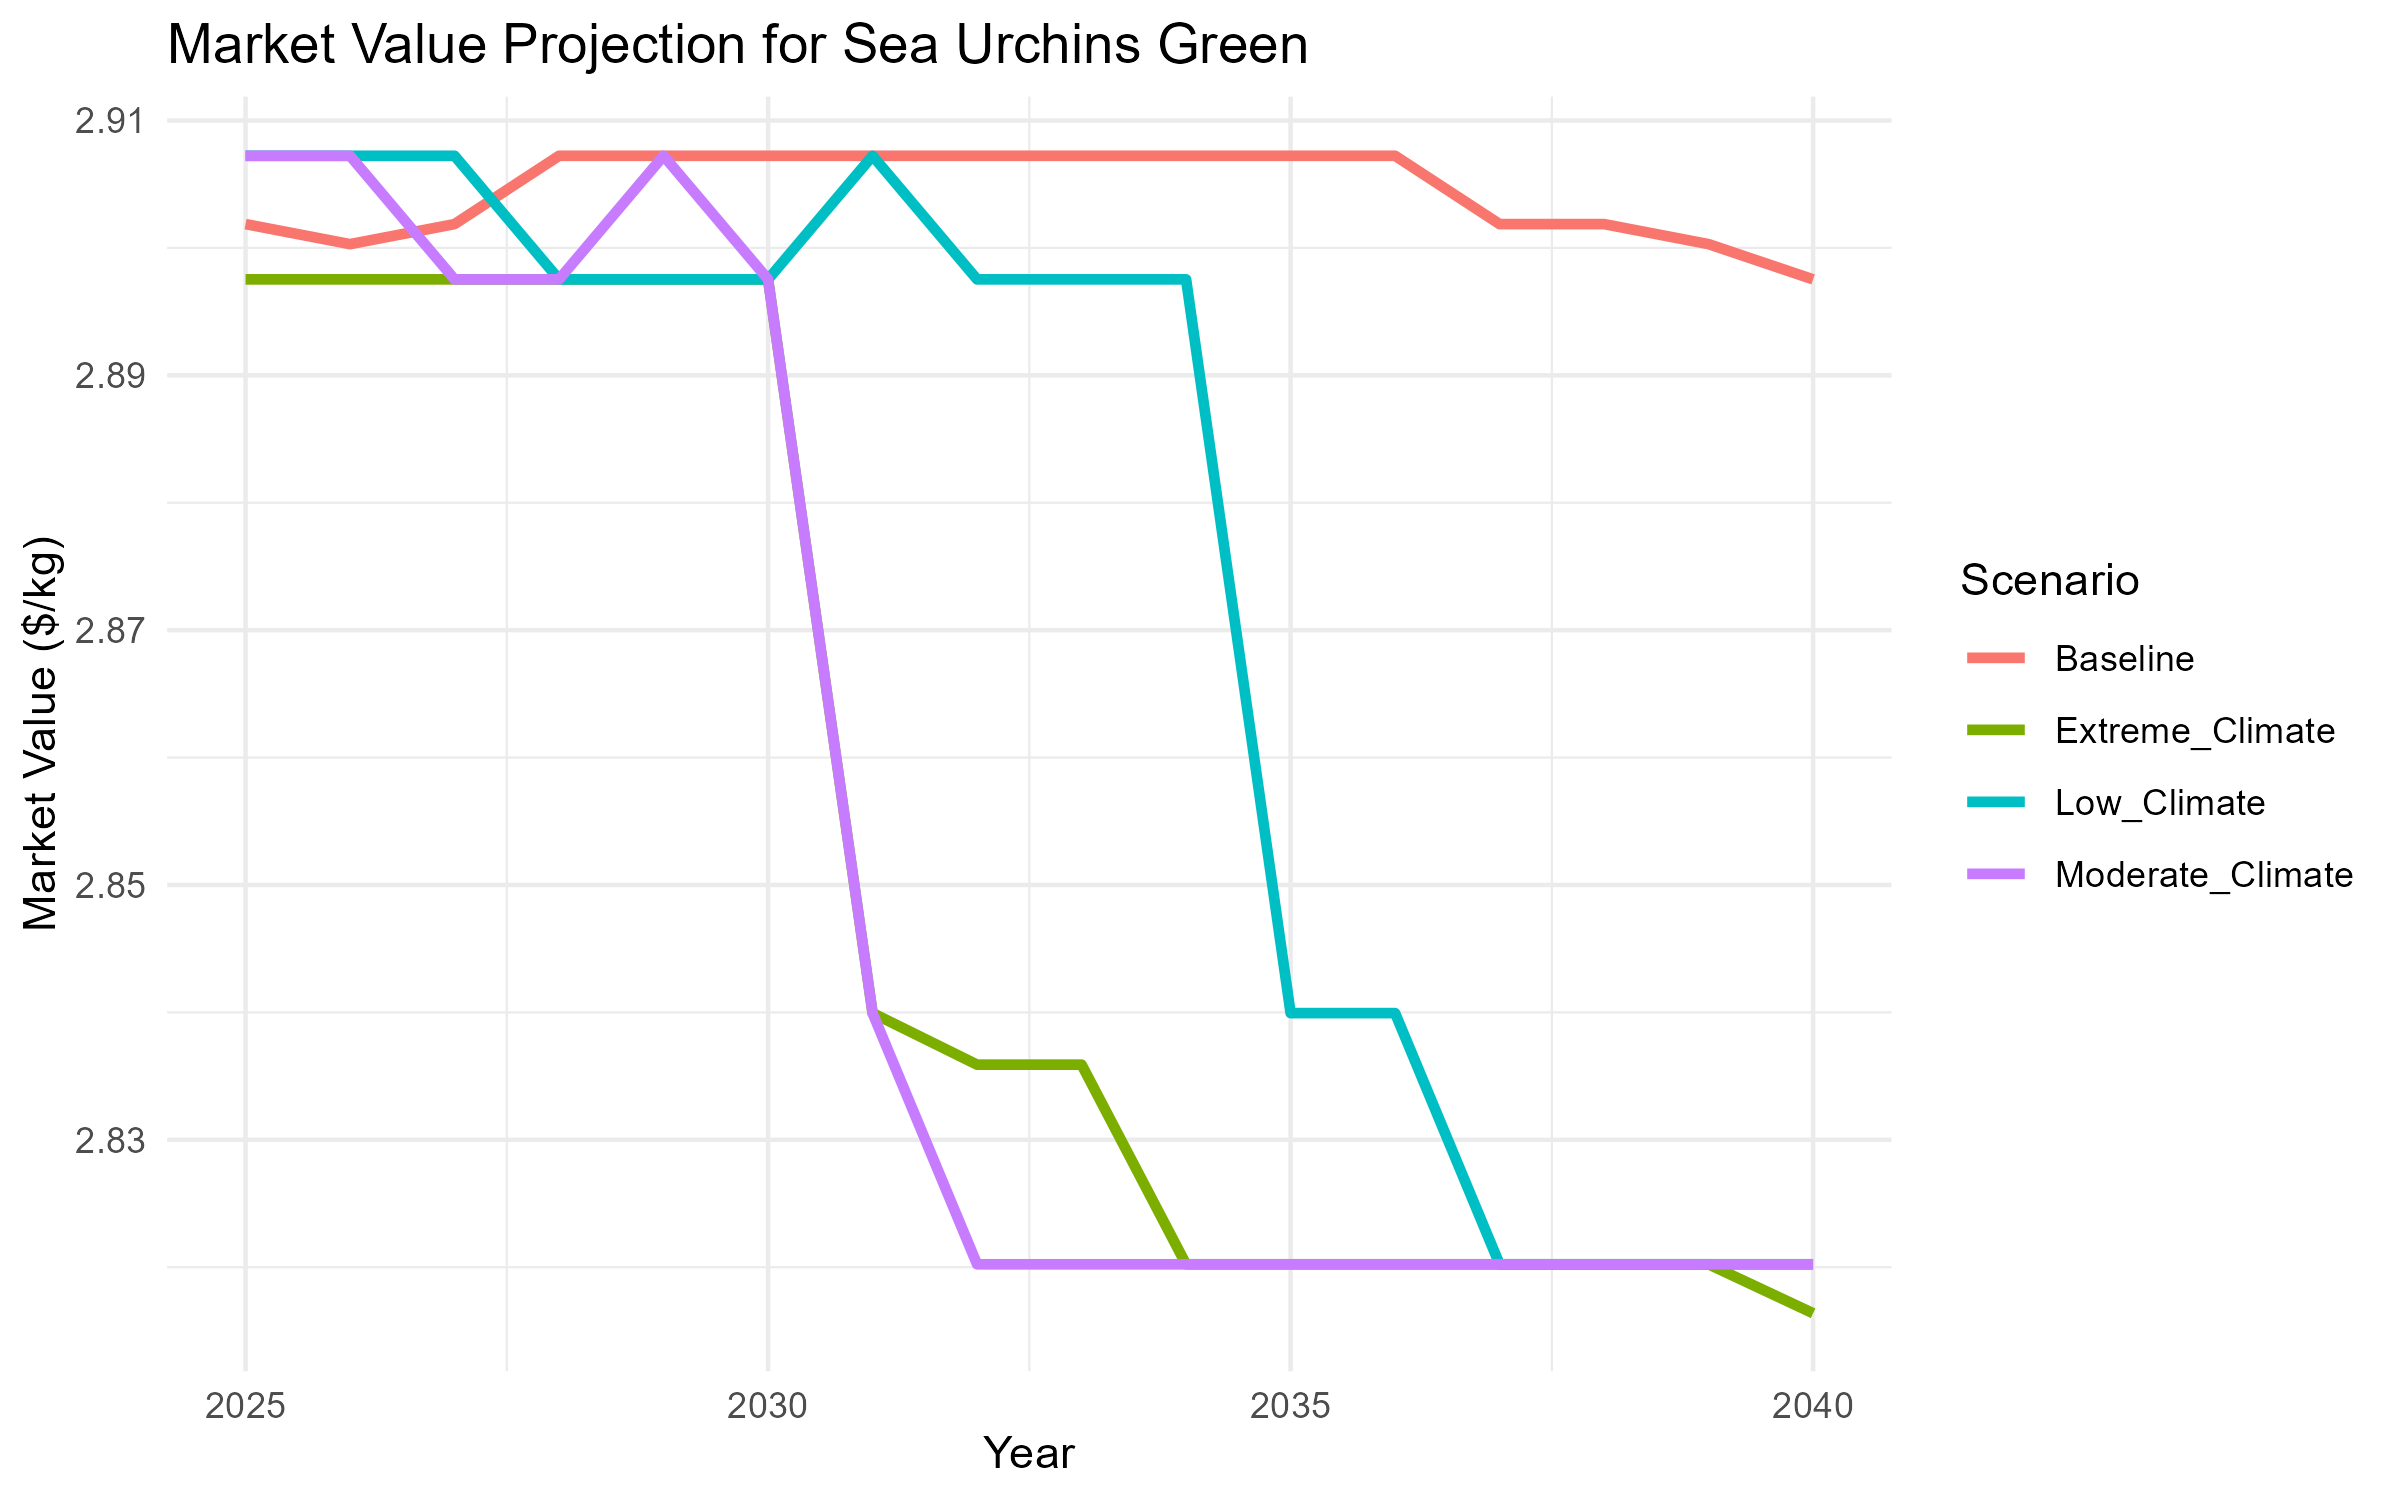 Market Value Projection for Sea Urchins Green
2.91
2.89
2.87
2.85
2.83
Market Value ($/kg)
2025
2030
2035
2040
Year
Scenario
Baseline
Extreme_Climate
Low_Climate
Moderate_Climate